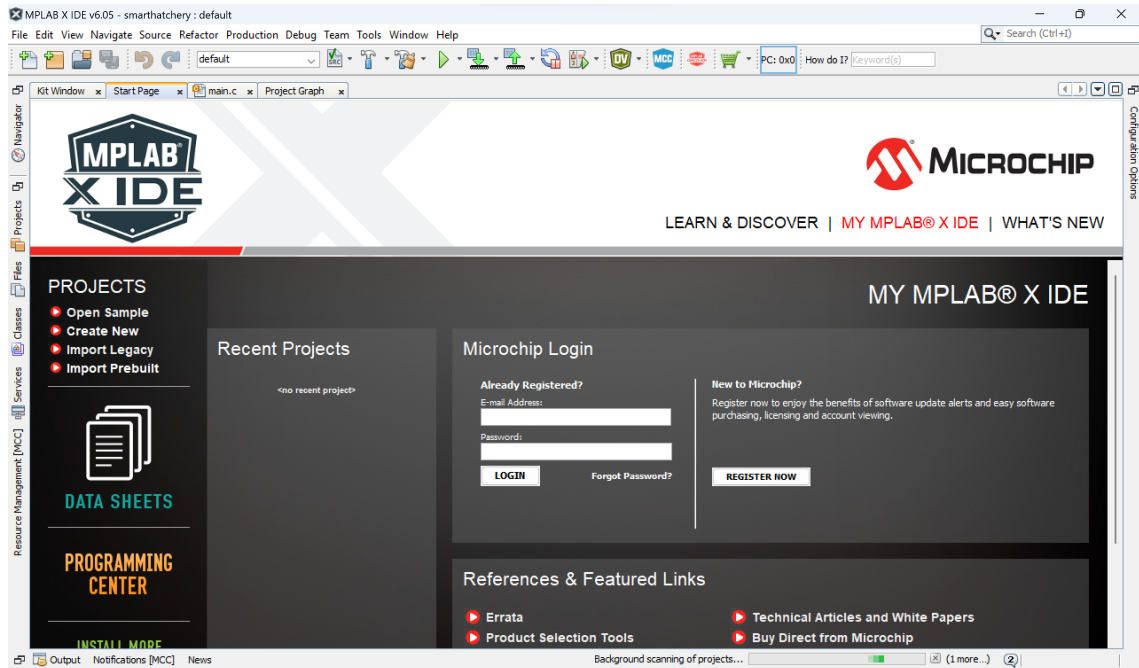 MPLAB X IDE v6.05 - smarthatchery : default
File Edit View Navigate Source Refactor Production Debug Team Tools Window Help
Search (Ctrl+I)
default
SRC
DV
MCC
PC: 0x0
How do I? Keyword(s)
Kit Window
Start Page
main.c
Project Graph
Navigator
Projects
Files
Classes
Services
Resource Management [MCC]
Configuration Options
MPLAB®
X IDE
MICROCHIP
LEARN & DISCOVER | MY MPLAB® X IDE | WHAT'S NEW
PROJECTS
Open Sample
Create New
Import Legacy
Import Prebuilt
DATA SHEETS
PROGRAMMING
CENTER
INSTALL MORE
MY MPLAB® X IDE
Recent Projects
<no recent project>
Microchip Login
Already Registered?
E-mail Address:
Password:
LOGIN
Forgot Password?
New to Microchip?
Register now to enjoy the benefits of software update alerts and easy software
purchasing, licensing and account viewing.
REGISTER NOW
References & Featured Links
Errata
Product Selection Tools
Technical Articles and White Papers
Buy Direct from Microchip
Output Notifications [MCC] News
Background scanning of projects...
(1 more...)
2